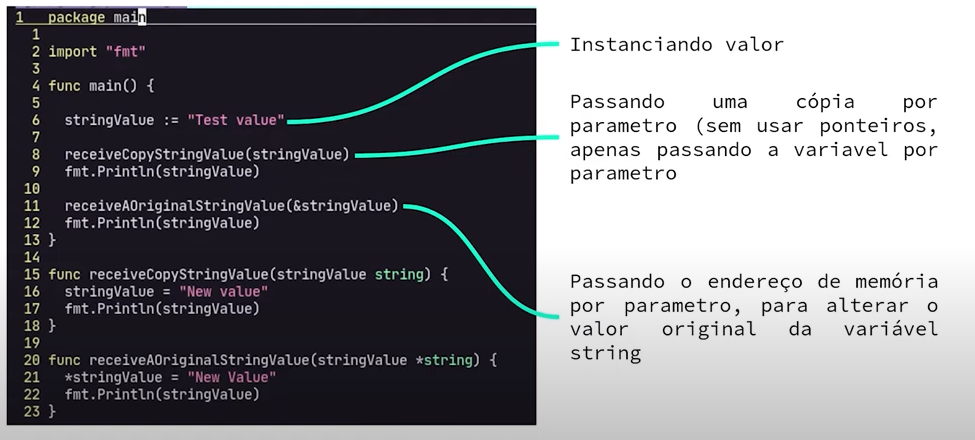 1 package main
1
2 import "fmt"
3
4 func main() {
5
6 stringValue := "Test value"
7
8 receiveCopyStringValue(stringValue)
9 fmt.Println(stringValue)
10
11 receiveAOriginalStringValue(&stringValue)
12 fmt.Println(stringValue)
13 }
14
15 func receiveCopyStringValue(stringValue string) {
16 stringValue = "New value"
17 fmt.Println(stringValue)
18 }
19
20 func receiveAOriginalStringValue(stringValue *string) {
21 *stringValue = "New Value"
22 fmt.Println(stringValue)
23 }
Instanciando valor
Passando uma cópia por
parametro (sem usar ponteiros,
apenas passando a variavel por
parametro
Passando o endereço de memória
por parametro, para alterar o
valor original da variável
string